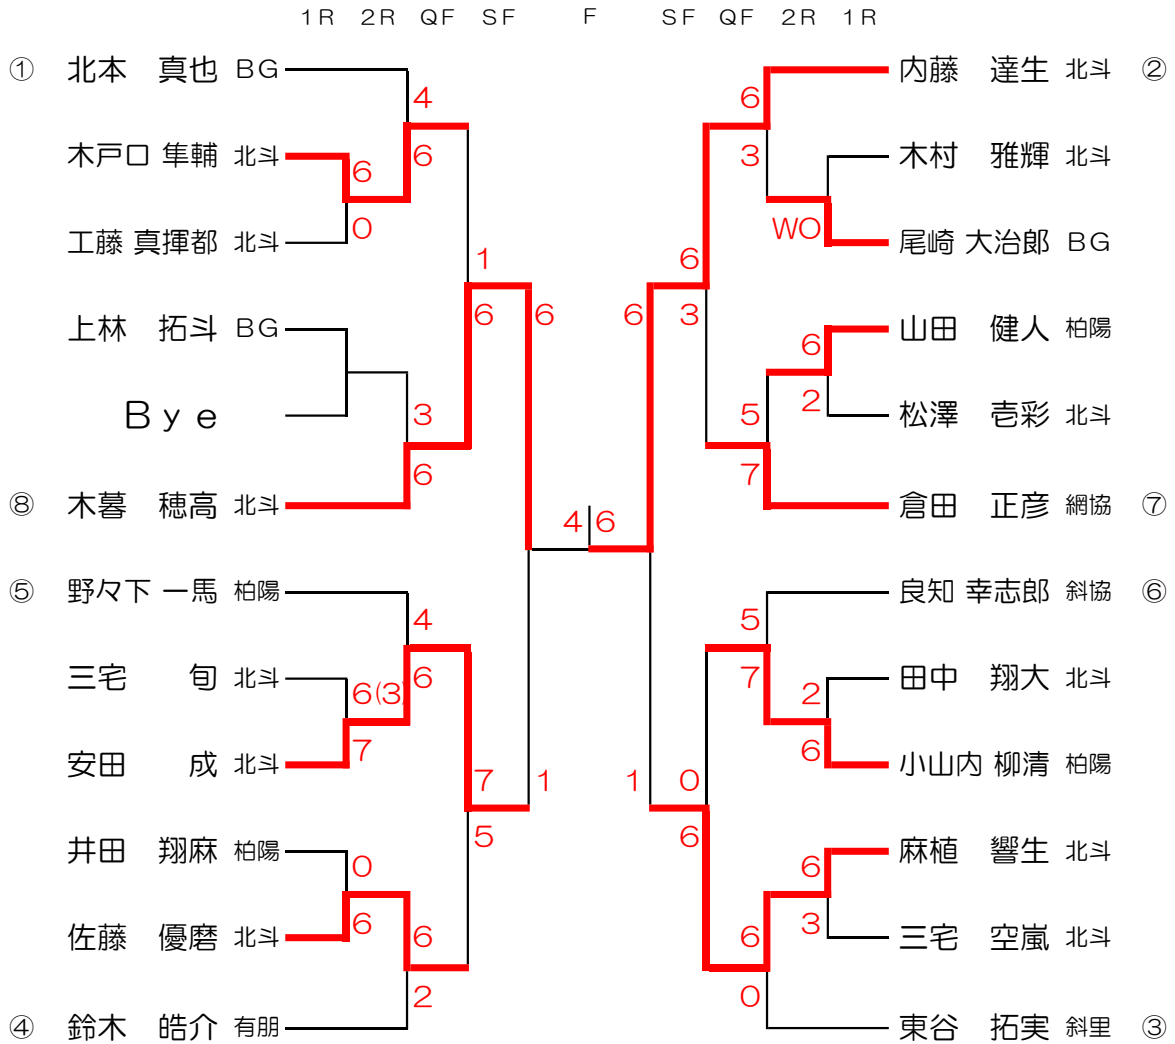 1R 2R QF SF F SF QF 2R 1R
① 北本 真也 BG 内藤 達生 北斗 ②
4 6
木戸口 隼輔 北斗 6 6 3 木村 雅輝 北斗
0 WO
工藤 真揮都 北斗 尾崎 大治郎 BG
1 6
6 6 6 3
上林 拓斗 BG 6 山田 健人 柏陽
Bye 3 5 2 松澤 壱彩 北斗
6 7
⑧ 木暮 穂高 北斗 倉田 正彦 網協 ⑦
4 6
⑤ 野々下 一馬 柏陽 良知 幸志郎 斜協 ⑥
4 5
三宅 旬 北斗 6(3) 6 7 2 田中 翔大 北斗
7 6
安田 成 北斗 小山内 柳清 柏陽
7 1 1 0
5 6
井田 翔麻 柏陽 0 6 麻植 響生 北斗
6 3
佐藤 優磨 北斗 6 6 三宅 空嵐 北斗
2 0
④ 鈴木 皓介 有朋 東谷 拓実 斜里 ③